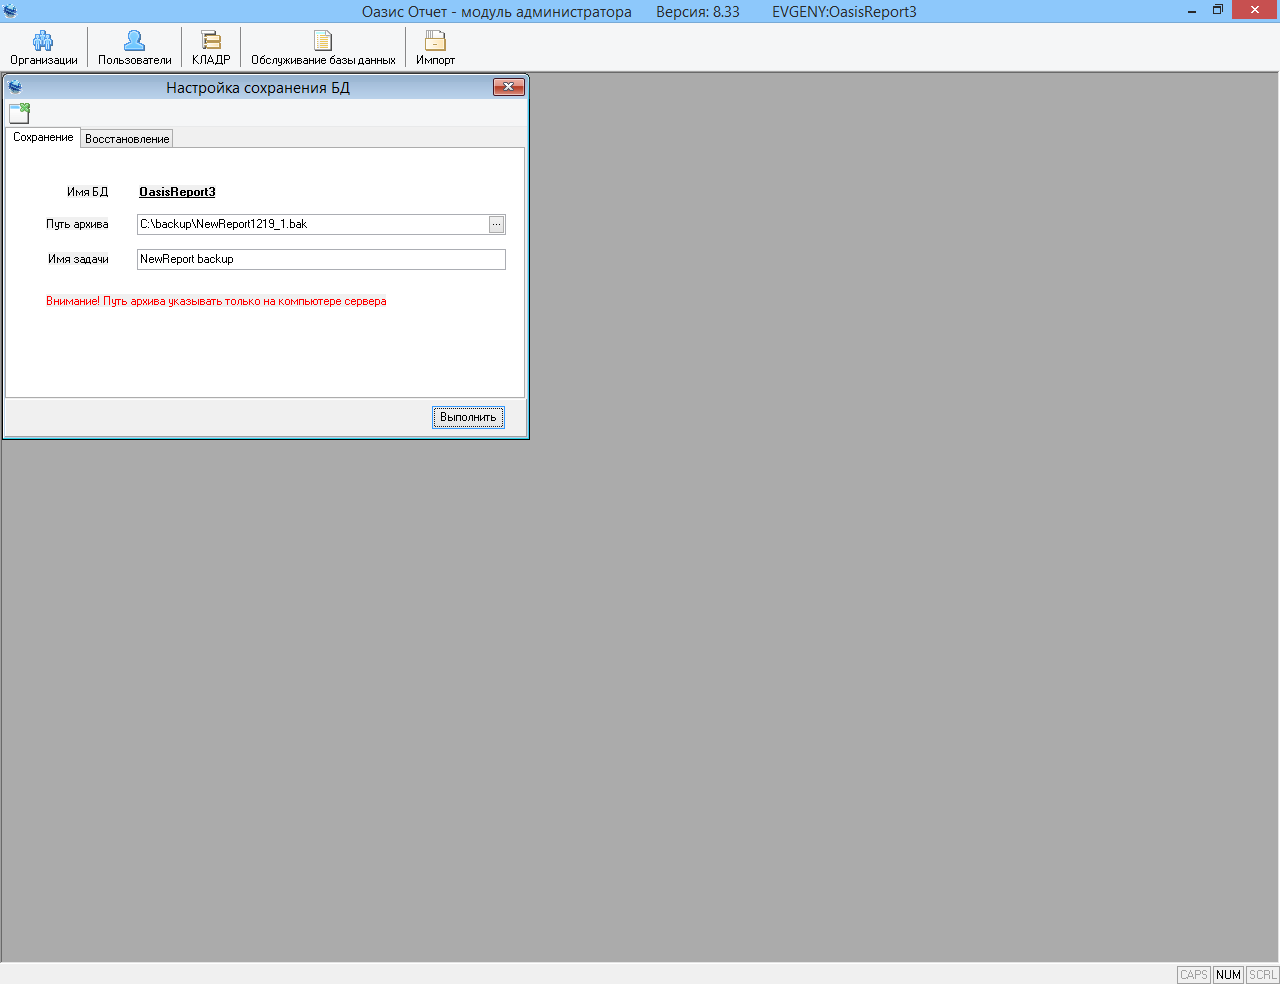 Оазис Отчет - модуль администратора Версия: 8.33 EVGENY:OasisReport3
Организации Пользователи КЛАДР Обслуживание базы данных Импорт
Настройка сохранения БД
Сохранение Восстановление
Имя БД OasisReport3
Путь архива C:\backup\NewReport1219_1.bak ...
Имя задачи NewReport backup
Внимание! Путь архива указывать только на компьютере сервера
Выполнить
CAPS NUM SCRL